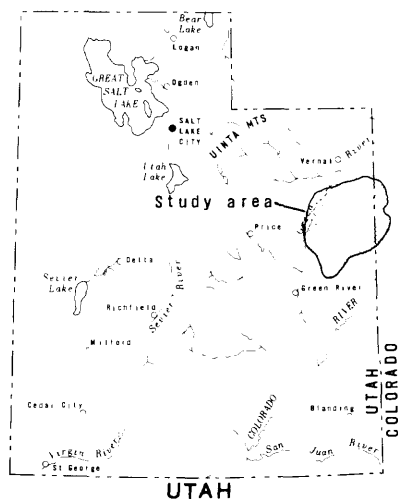 Bear
Lake
Logan
GREAT
SALT
LAKE
Ogden
SALT
LAKE
CITY
UINTA MTS
Vernal
River
Utah
Lake
Study area
Green
Price
Delta
Sevier
Lake
Sevier River
Green River
Richfield
RIVER
Milford
UTAH
COLORADO
Cedar City
COLORADO
Blanding
Virgin River
San Juan River
St George
UTAH